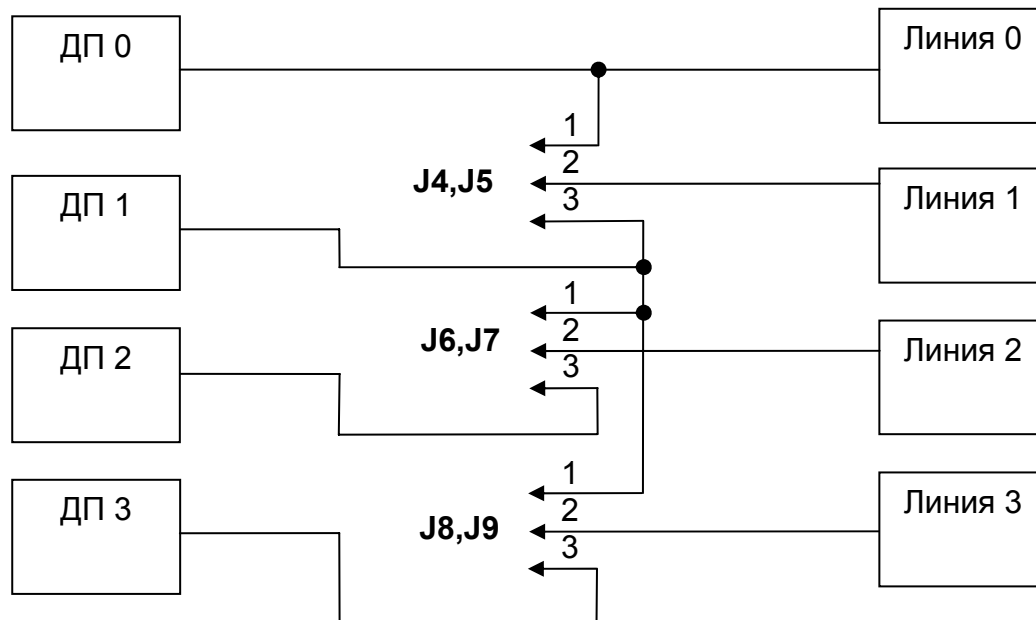 ДП 0
Линия 0
1
2
J4,J5
3
ДП 1
Линия 1
1
2
J6,J7
3
ДП 2
Линия 2
1
2
J8,J9
3
ДП 3
Линия 3